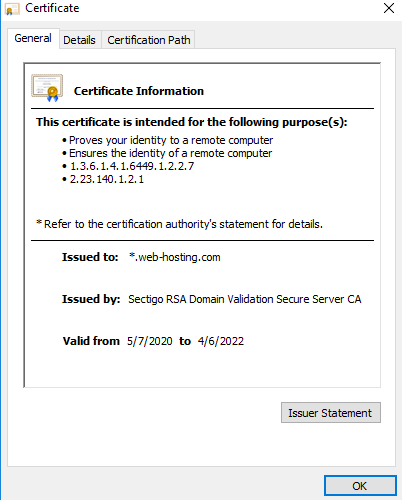 Certificate
General Details Certification Path
Certificate Information
This certificate is intended for the following purpose(s):
• Proves your identity to a remote computer
• Ensures the identity of a remote computer
• 1.3.6.1.4.1.6449.1.2.2.7
• 2.23.140.1.2.1
* Refer to the certification authority's statement for details.
Issued to: *.web-hosting.com
Issued by: Sectigo RSA Domain Validation Secure Server CA
Valid from 5/7/2020 to 4/6/2022
Issuer Statement
OK